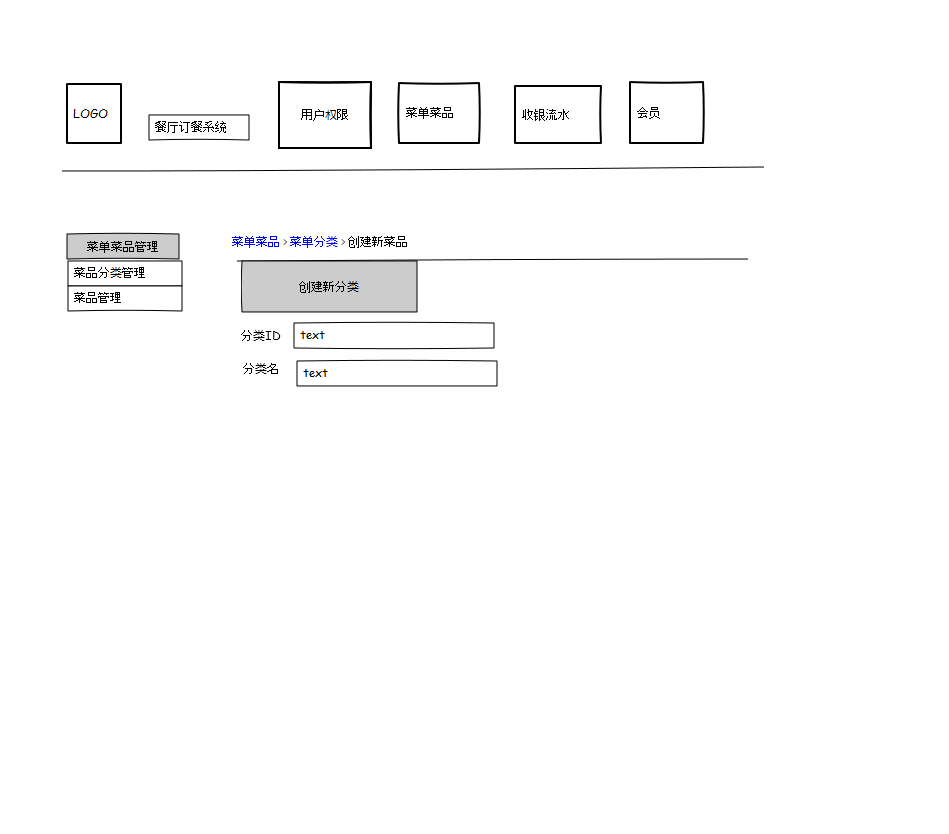 LOGO
餐厅订餐系统
用户权限
菜单菜品
收银流水
会员
菜单菜品管理
菜品分类管理
菜品管理
菜单菜品 > 菜单分类 > 创建新菜品
创建新分类
分类ID
text
分类名
text